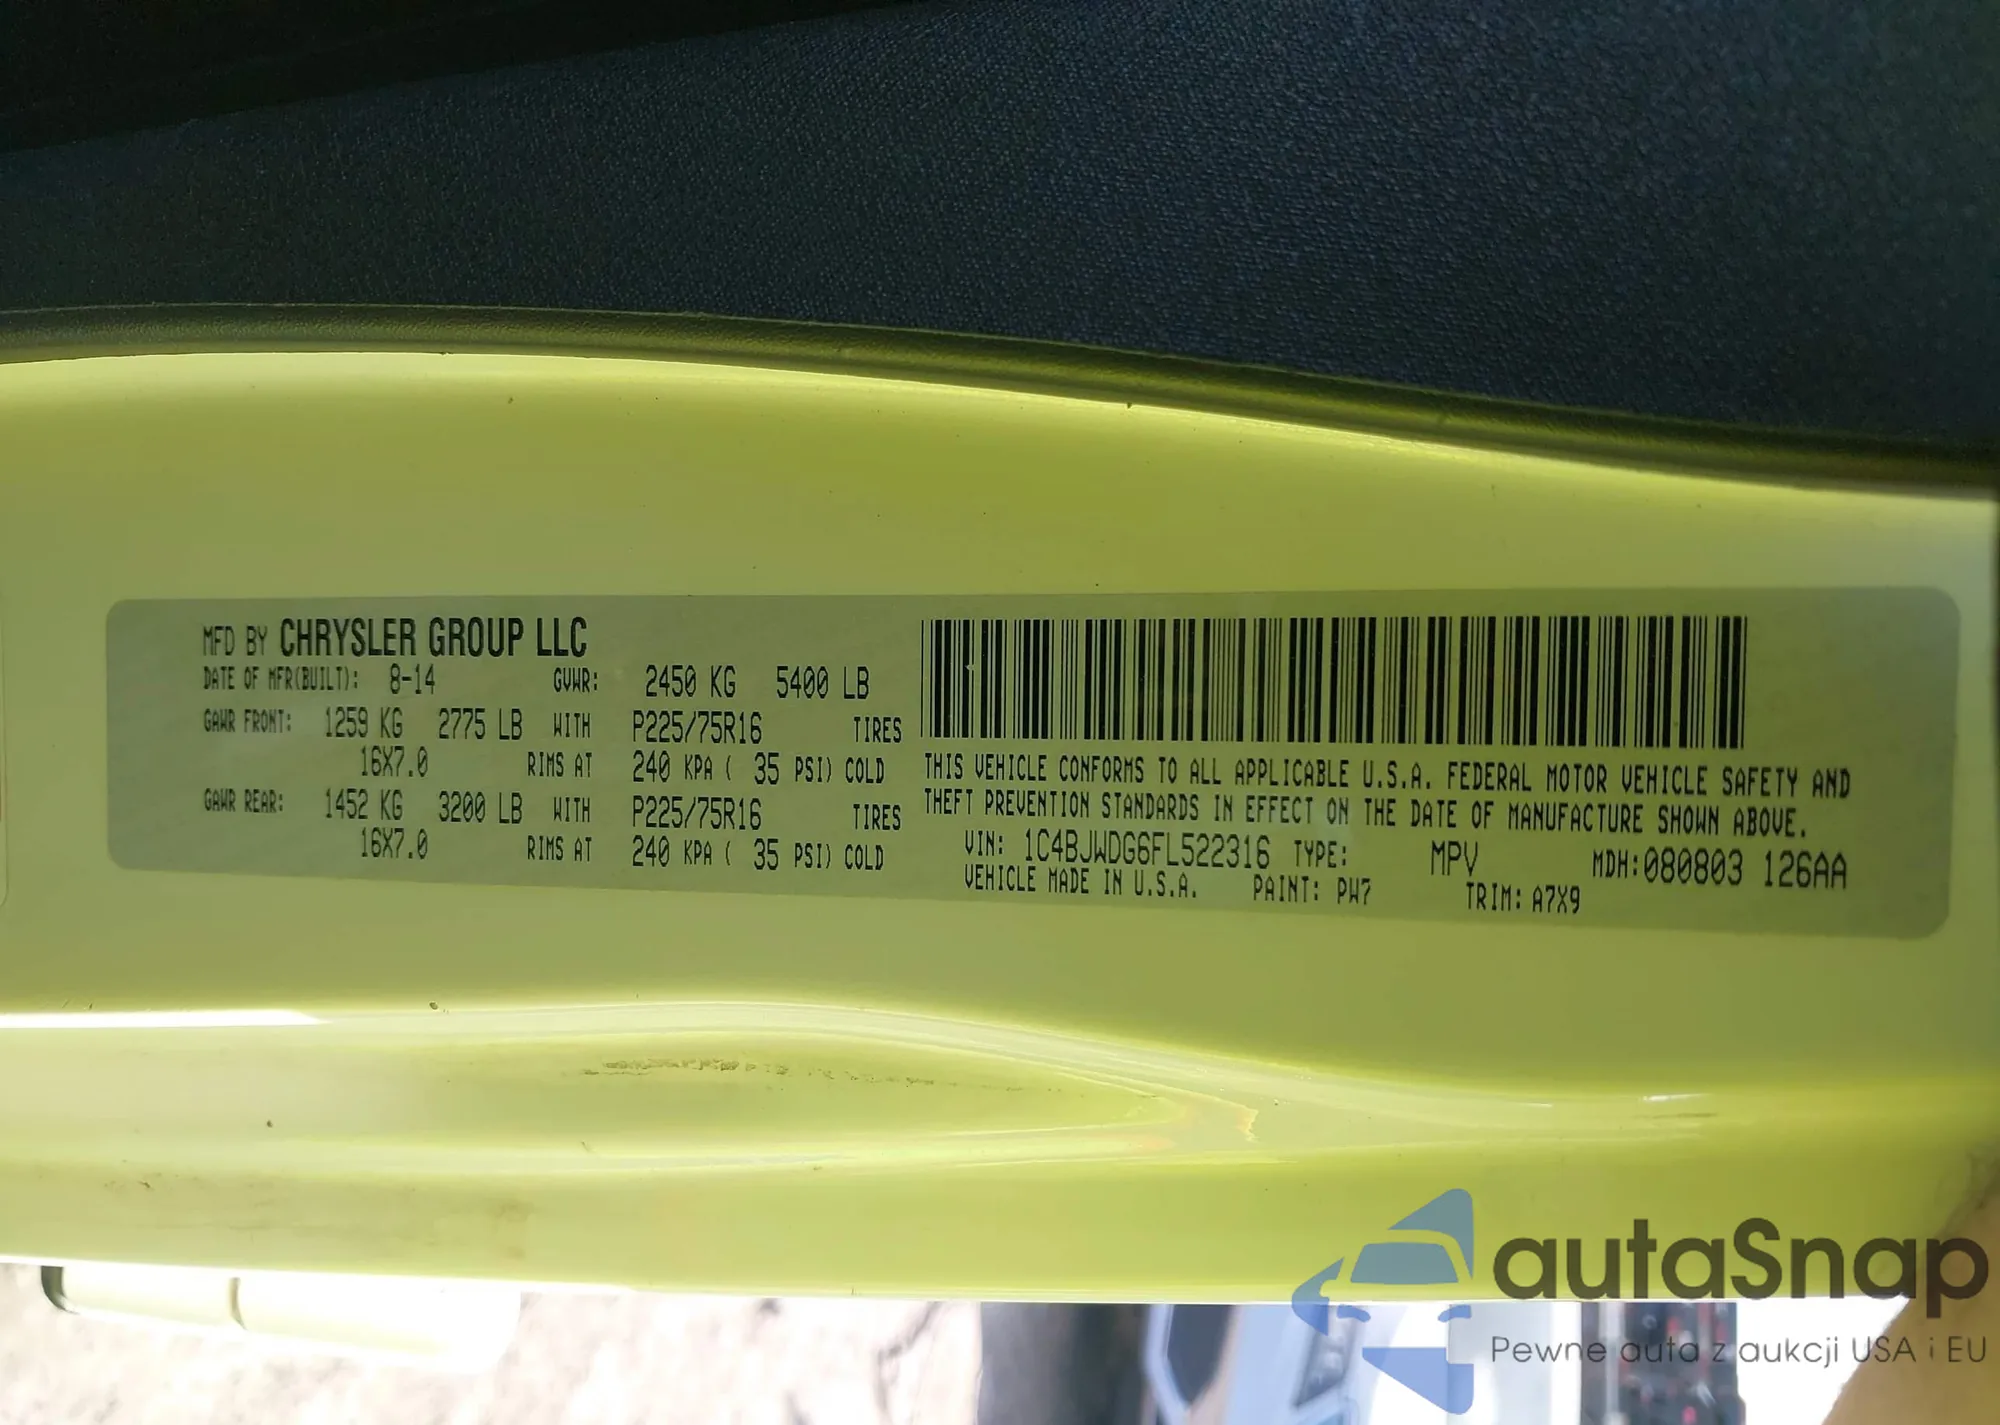 MFD BY CHRYSLER GROUP LLC
DATE OF MFR(BUILT): 8-14 GVWR: 2450 KG 5400 LB
GAWR FRONT: 1259 KG 2775 LB WITH P225/75R16 TIRES
16X7.0 RIMS AT 240 KPA ( 35 PSI) COLD
GAWR REAR: 1452 KG 3200 LB WITH P225/75R16 TIRES
16X7.0 RIMS AT 240 KPA ( 35 PSI) COLD
THIS VEHICLE CONFORMS TO ALL APPLICABLE U.S.A. FEDERAL MOTOR VEHICLE SAFETY AND
THEFT PREVENTION STANDARDS IN EFFECT ON THE DATE OF MANUFACTURE SHOWN ABOVE.
VIN: 1C4BJWDG6FL522316 TYPE: MPV MDH:080803 126AA
VEHICLE MADE IN U.S.A. PAINT: PW7 TRIM: A7X9
autaSnap
Pewne auta z aukcji USA i EU